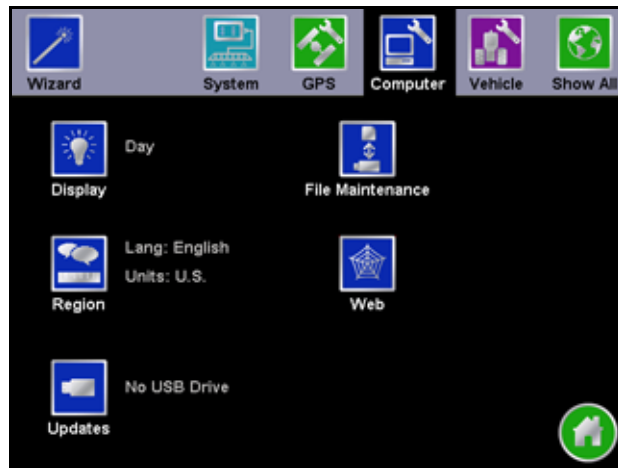 Wizard
System
GPS
Computer
Vehicle
Show All
Display
Day
File Maintenance
Region
Lang: English
Units: U.S.
Web
Updates
No USB Drive